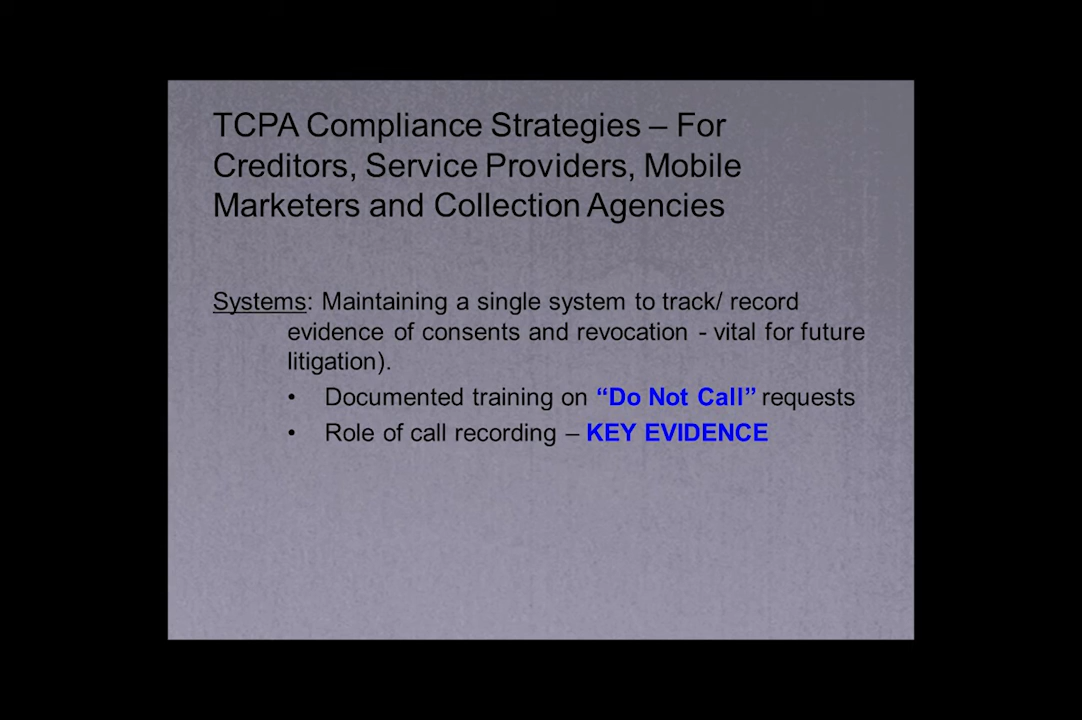 TCPA Compliance Strategies – For
Creditors, Service Providers, Mobile
Marketers and Collection Agencies
Systems: Maintaining a single system to track/ record
evidence of consents and revocation - vital for future
litigation).
• Documented training on “Do Not Call” requests
• Role of call recording – KEY EVIDENCE